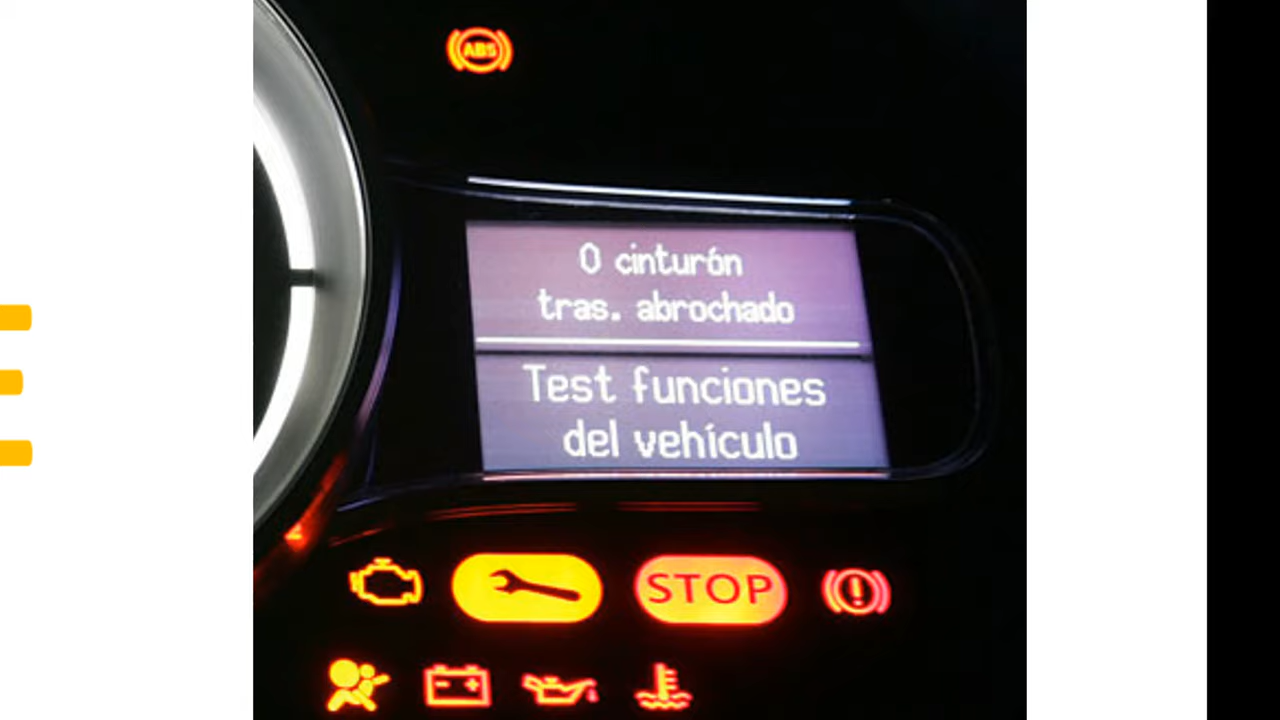 ABS
0 cinturón
tras. abrochado
Test funciones
del vehículo
STOP